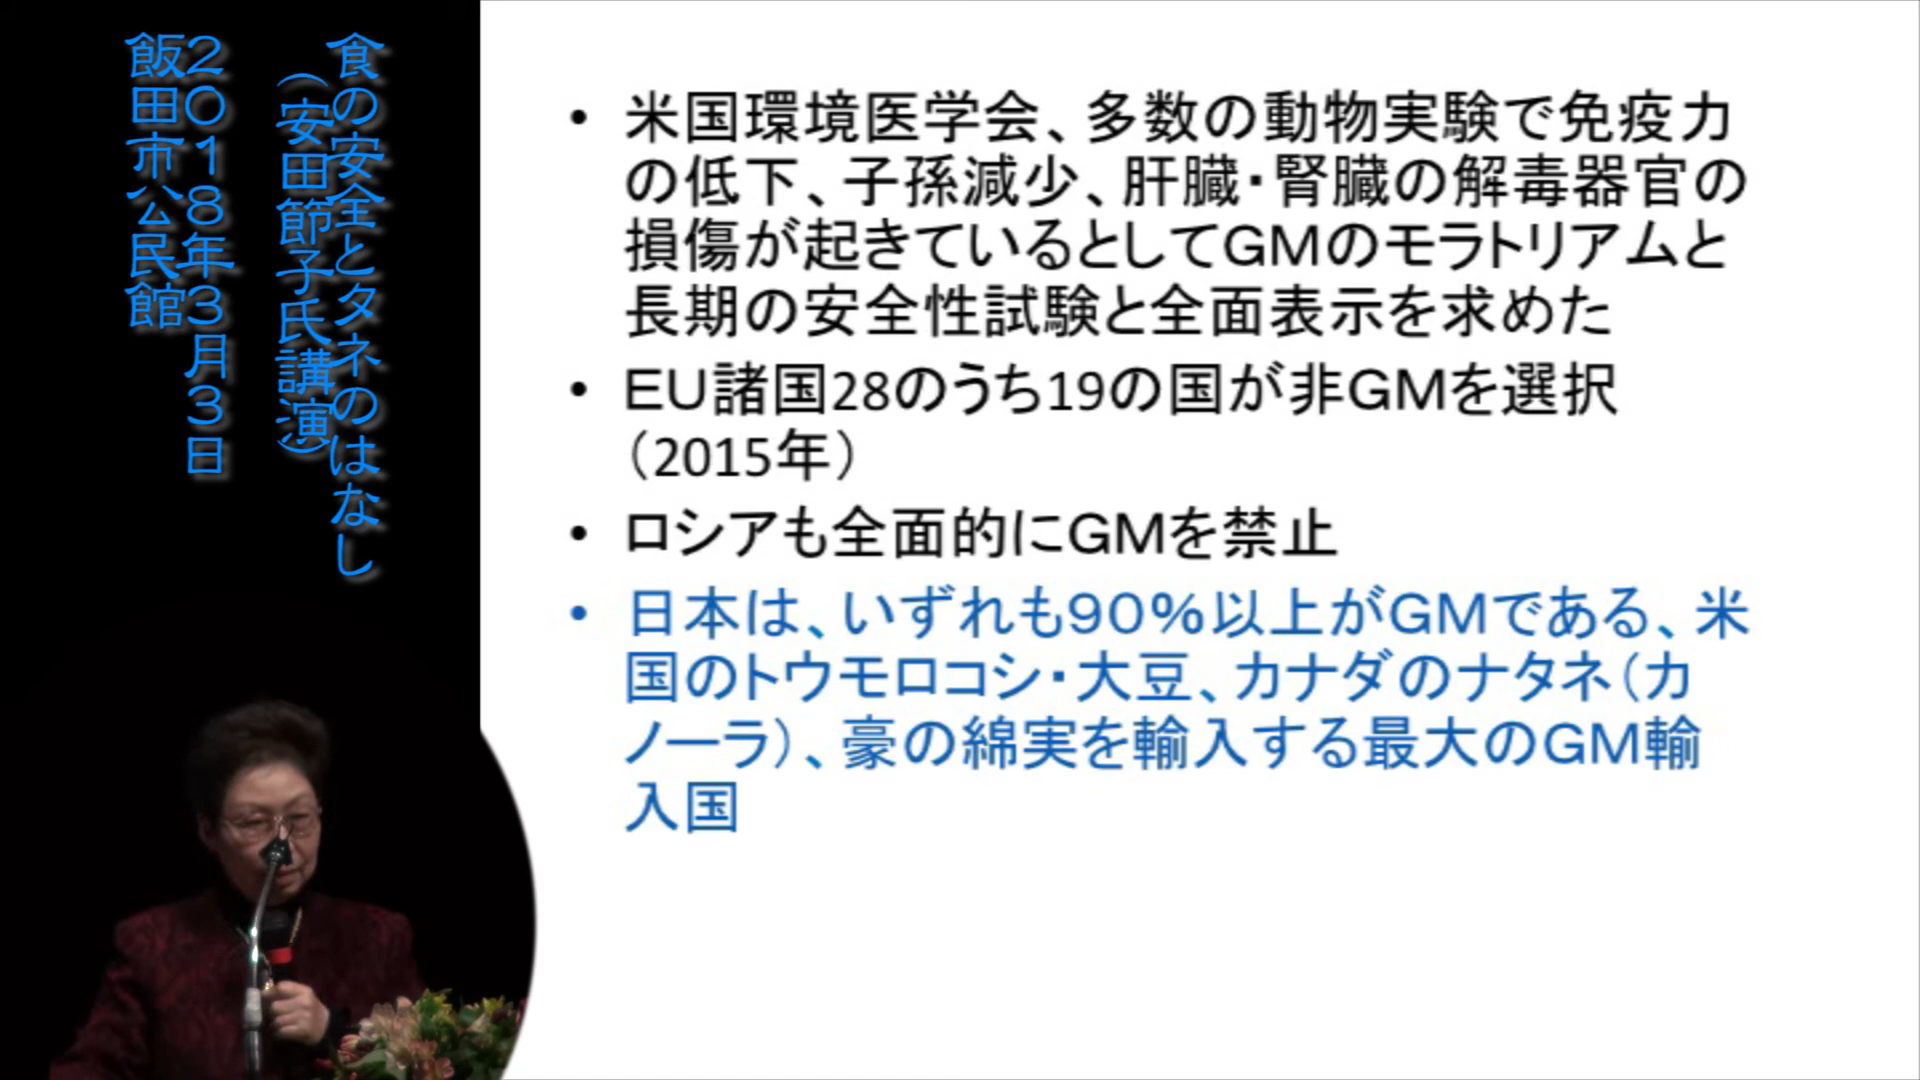 食の安全とタネのはなし
（安田節子氏講演）
２０１８年３月３日
飯田市公民館
• 米国環境医学会、多数の動物実験で免疫力
の低下、子孫減少、肝臓・腎臓の解毒器官の
損傷が起きているとしてＧＭのモラトリアムと
長期の安全性試験と全面表示を求めた
• ＥＵ諸国28のうち19の国が非ＧＭを選択
（2015年）
• ロシアも全面的にＧＭを禁止
• 日本は、いずれも９０％以上がＧＭである、米
国のトウモロコシ・大豆、カナダのナタネ（カ
ノーラ）、豪の綿実を輸入する最大のＧＭ輸
入国